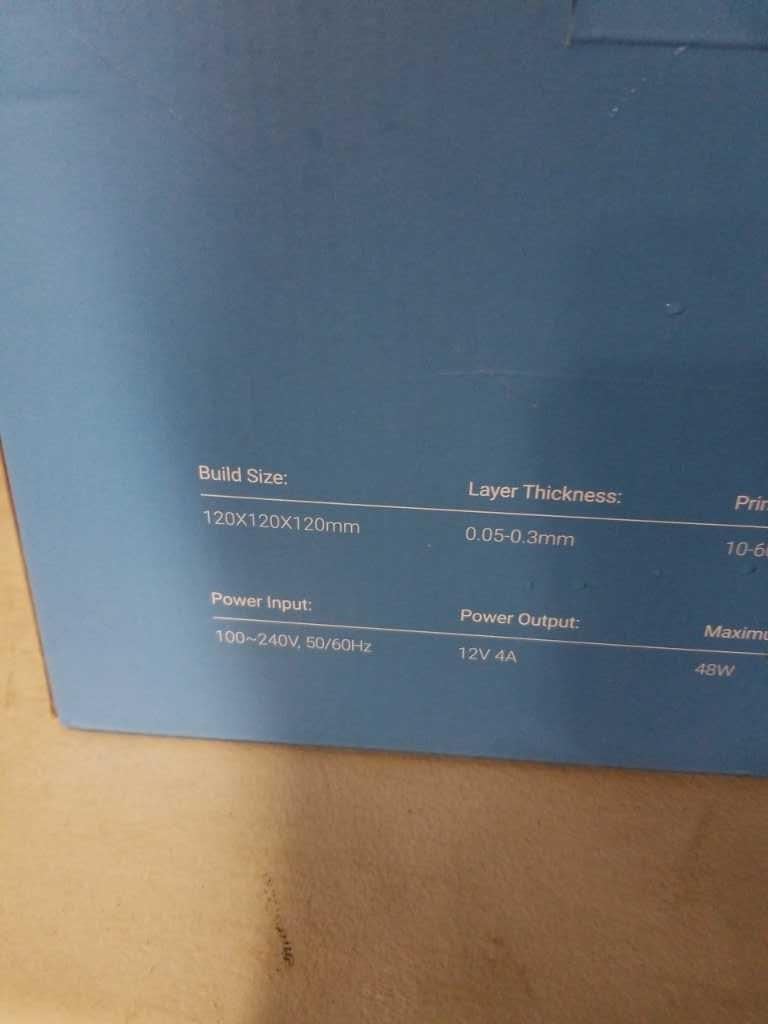 Build Size: Layer Thickness:
120X120X120mm 0.05-0.3mm
Power Input: Power Output:
100~240V, 50/60Hz 12V 4A 48W